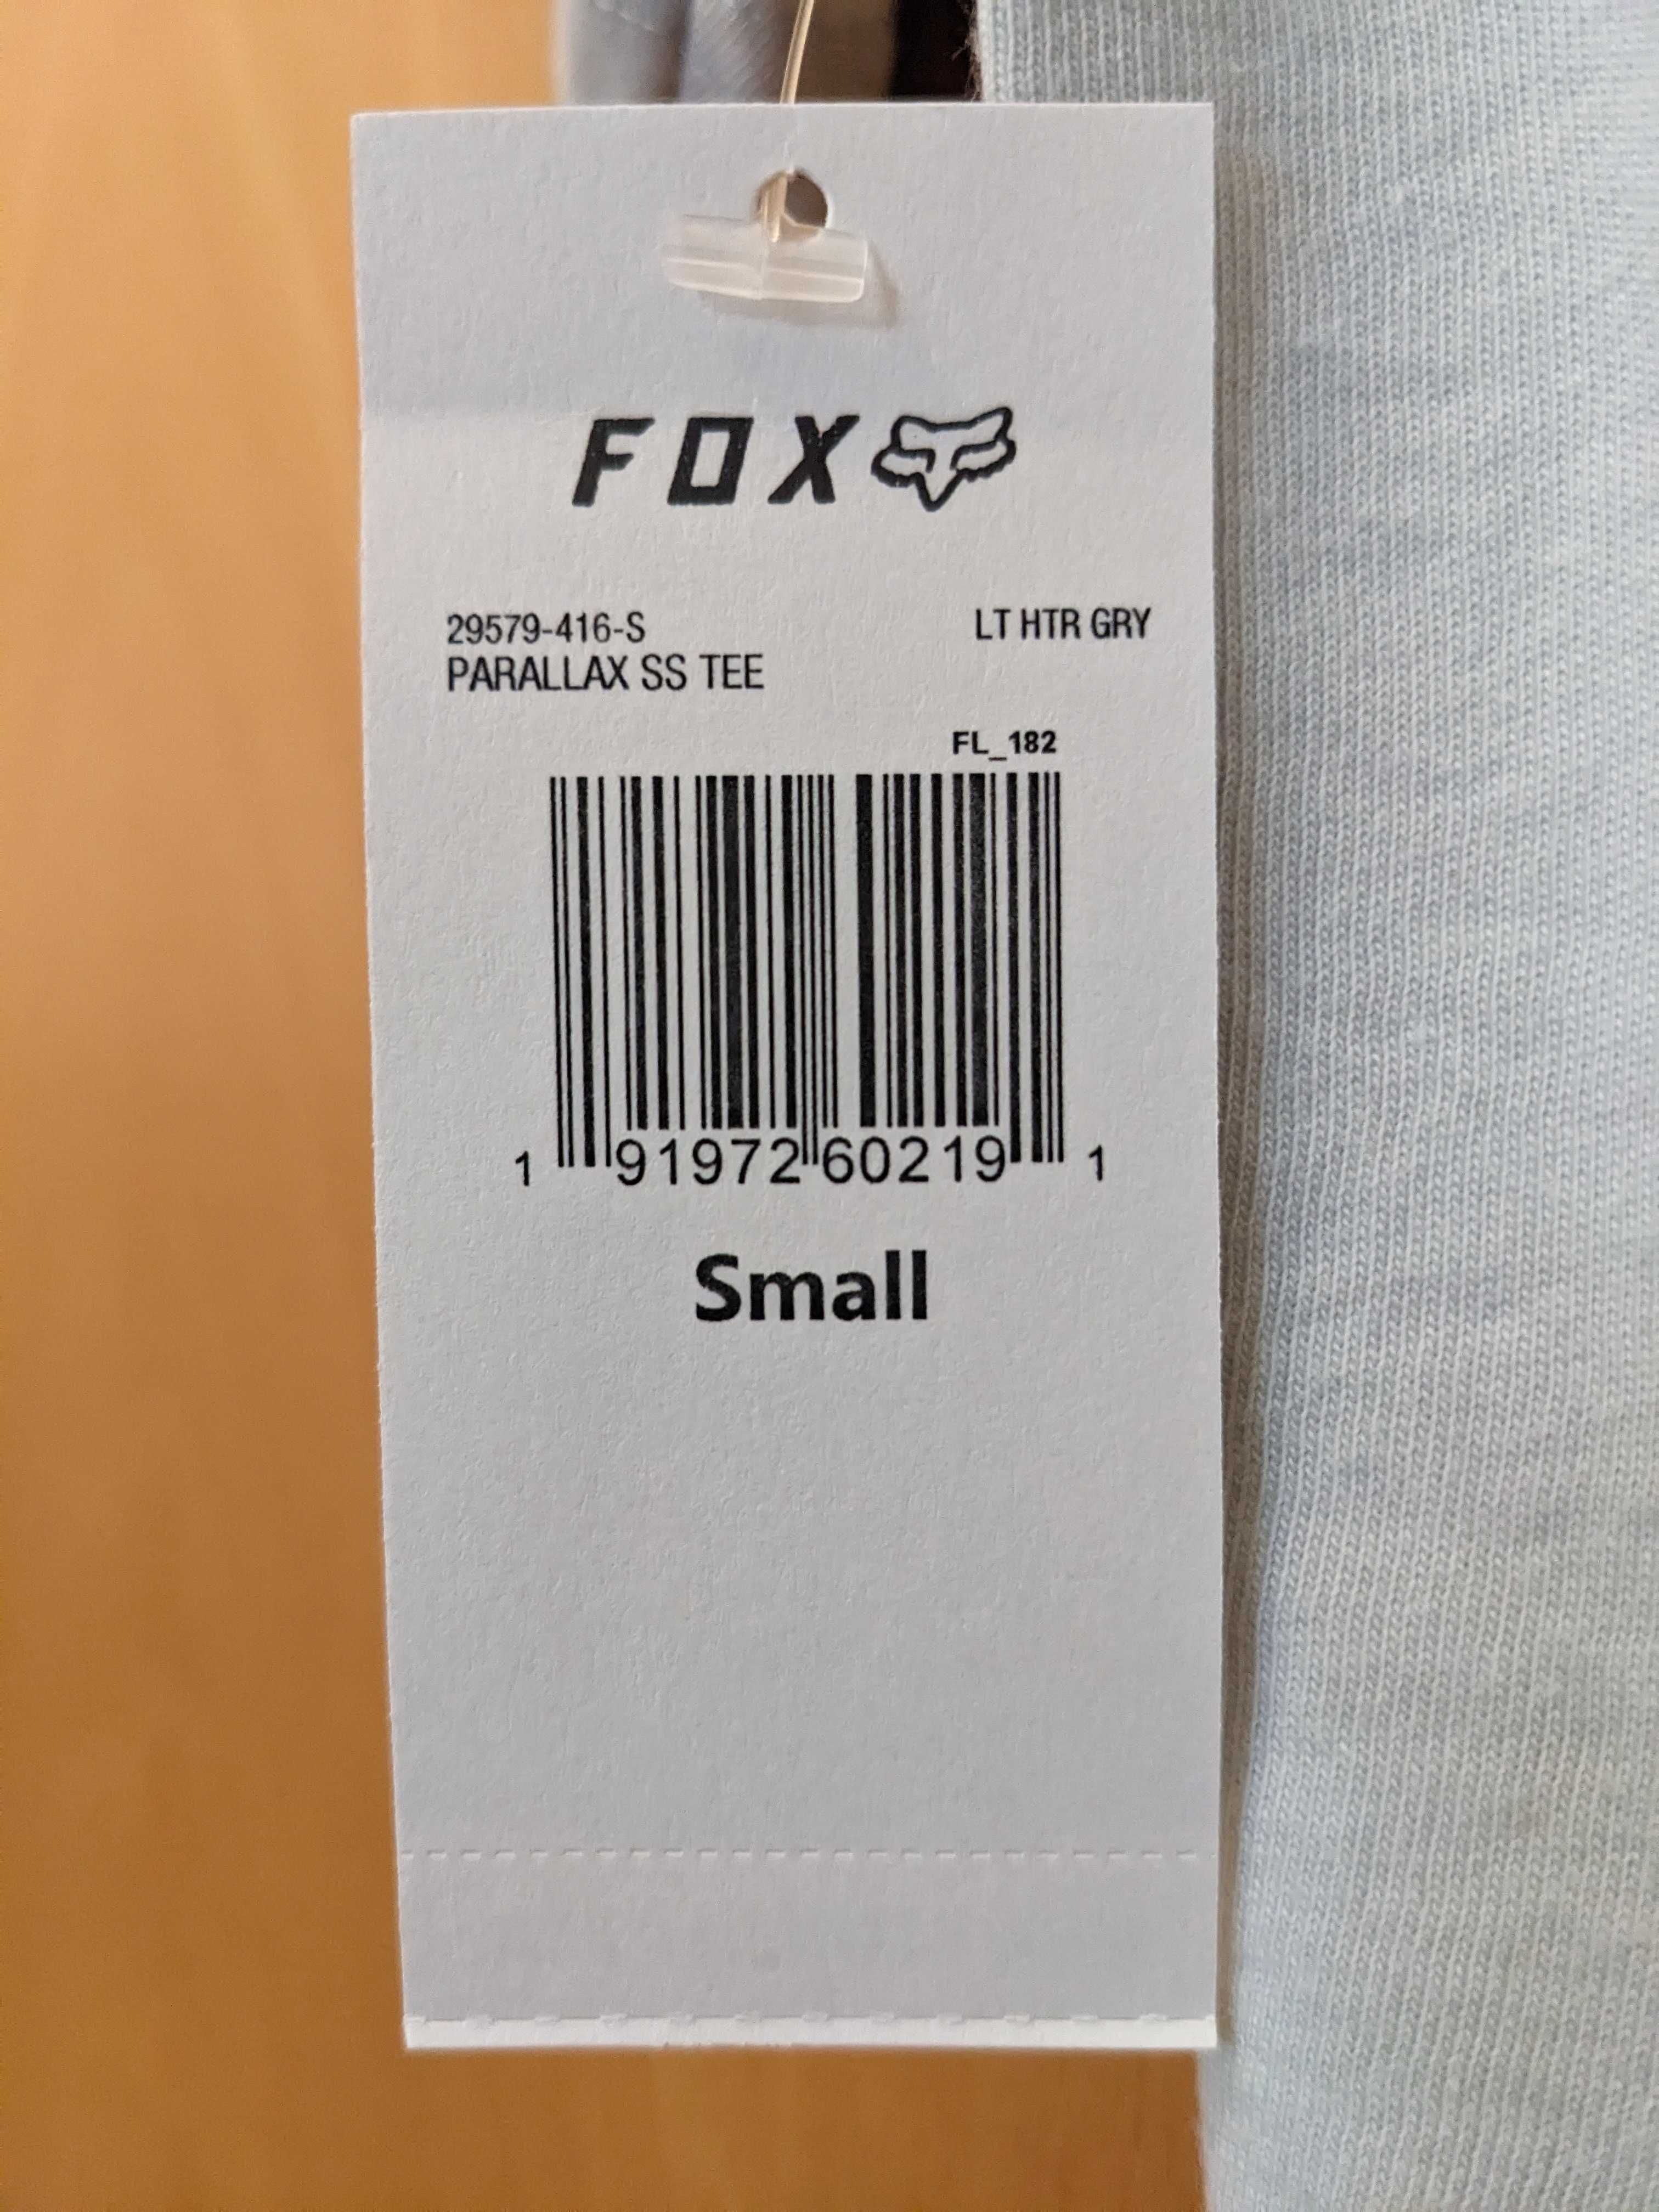 FOX
29579-416-S LT HTR GRY
PARALLAX SS TEE
FL_182
1 91972 60219 1
Small